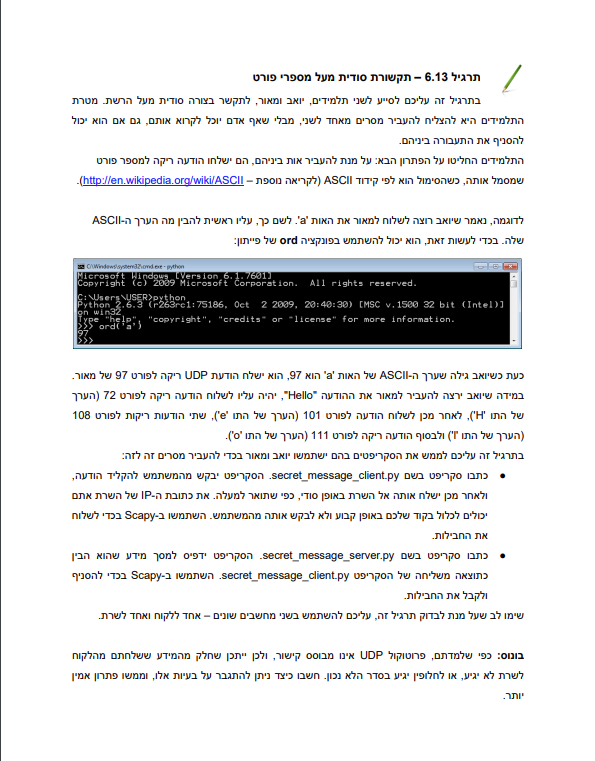 תרגיל 6.13 – תקשורת סודית מעל מספרי פורט
בתרגיל זה עליכם לסייע לשני תלמידים, יואב ומאור, לתקשר בצורה סודית מעל הרשת. מטרת
התלמידים היא להצליח להעביר מסרים מאחד לשני, מבלי שאף אדם יוכל לקרוא אותם, גם אם הוא יכול
להסניף את התעבורה ביניהם.
התלמידים החליטו על הפתרון הבא: על מנת להעביר אות ביניהם, הם ישלחו הודעה ריקה למספר פורט
שמסמל אותה, כשהסימול הוא לפי קידוד ASCII (לקריאה נוספת – http://en.wikipedia.org/wiki/ASCII).
לדוגמה, נאמר שיואב רוצה לשלוח למאור את האות 'a'. לשם כך, עליו ראשית להבין מה הערך ה-ASCII
שלה. בכדי לעשות זאת, הוא יכול להשתמש בפונקציה ord של פייתון:
C:\Windows\system32\cmd.exe - python
Microsoft Windows [Version 6.1.7601]
Copyright (c) 2009 Microsoft Corporation.  All rights reserved.
C:\Users\USER>python
Python 2.6.3 (r263rc1:75186, Oct  2 2009, 20:40:30) [MSC v.1500 32 bit (Intel)]
on win32
Type "help", "copyright", "credits" or "license" for more information.
>>> ord('a')
97
>>>
כעת כשיואב גילה שערך ה-ASCII של האות 'a' הוא 97, הוא ישלח הודעת UDP ריקה לפורט 97 של מאור.
במידה שיואב ירצה להעביר למאור את ההודעה "Hello", יהיה עליו לשלוח הודעה ריקה לפורט 72 (הערך
של התו 'H'), לאחר מכן לשלוח הודעה לפורט 101 (הערך של התו 'e'), שתי הודעות ריקות לפורט 108
(הערך של התו 'l') ולבסוף הודעה ריקה לפורט 111 (הערך של התו 'o').
בתרגיל זה עליכם לממש את הסקריפטים בהם ישתמשו יואב ומאור בכדי להעביר מסרים זה לזה:
● כתבו סקריפט בשם secret_message_client.py. הסקריפט יבקש מהמשתמש להקליד הודעה,
ולאחר מכן ישלח אותה אל השרת באופן סודי, כפי שתואר למעלה. את כתובת ה-IP של השרת אתם
יכולים לכלול בקוד שלכם באופן קבוע ולא לבקש אותה מהמשתמש. השתמשו ב-Scapy בכדי לשלוח
את החבילות.
● כתבו סקריפט בשם secret_message_server.py. הסקריפט ידפיס למסך מידע שהוא הבין
כתוצאה משליחה של הסקריפט secret_message_client.py. השתמשו ב-Scapy בכדי להסניף
ולקבל את החבילות.
שימו לב שעל מנת לבדוק תרגיל זה, עליכם להשתמש בשני מחשבים שונים – אחד ללקוח ואחד לשרת.
בונוס: כפי שלמדתם, פרוטוקול UDP אינו מבוסס קישור, ולכן ייתכן שחלק מהמידע ששלחתם מהלקוח
לשרת לא יגיע, או לחלופין יגיע בסדר הלא נכון. חשבו כיצד ניתן להתגבר על בעיות אלו, וממשו פתרון אמין
יותר.